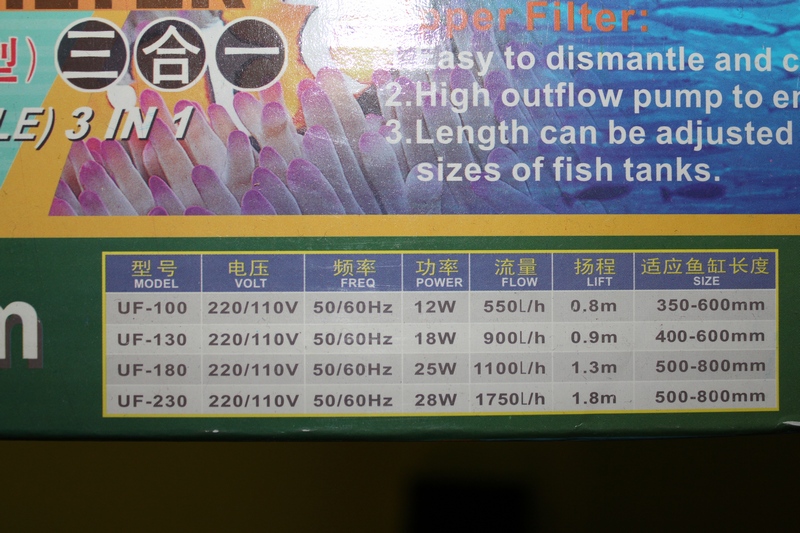 型)三合一
3 IN 1
per Filter:
1.Easy to dismantle and c
2.High outflow pump to en
3.Length can be adjusted
sizes of fish tanks.
m
型号 电压 频率 功率 流量 扬程 适应鱼缸长度
MODEL VOLT FREQ POWER FLOW LIFT SIZE
UF-100 220/110V 50/60Hz 12W 550L/h 0.8m 350-600mm
UF-130 220/110V 50/60Hz 18W 900L/h 0.9m 400-600mm
UF-180 220/110V 50/60Hz 25W 1100L/h 1.3m 500-800mm
UF-230 220/110V 50/60Hz 28W 1750L/h 1.8m 500-800mm